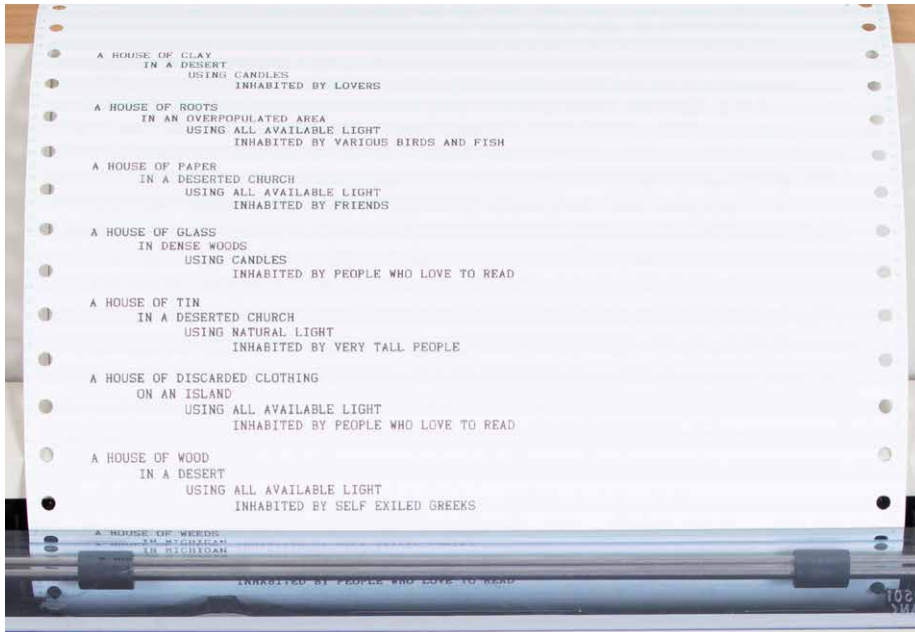 A HOUSE OF CLAY
IN A DESERT
USING CANDLES
INHABITED BY LOVERS
A HOUSE OF ROOTS
IN AN OVERPOPULATED AREA
USING ALL AVAILABLE LIGHT
INHABITED BY VARIOUS BIRDS AND FISH
A HOUSE OF PAPER
IN A DESERTED CHURCH
USING ALL AVAILABLE LIGHT
INHABITED BY FRIENDS
A HOUSE OF GLASS
IN DENSE WOODS
USING CANDLES
INHABITED BY PEOPLE WHO LOVE TO READ
A HOUSE OF TIN
IN A DESERTED CHURCH
USING NATURAL LIGHT
INHABITED BY VERY TALL PEOPLE
A HOUSE OF DISCARDED CLOTHING
ON AN ISLAND
USING ALL AVAILABLE LIGHT
INHABITED BY PEOPLE WHO LOVE TO READ
A HOUSE OF WOOD
IN A DESERT
USING ALL AVAILABLE LIGHT
INHABITED BY SELF EXILED GREEKS
A HOUSE OF WEEDS
IN MICHIGAN
INHABITED BY PEOPLE WHO LOVE TO READ